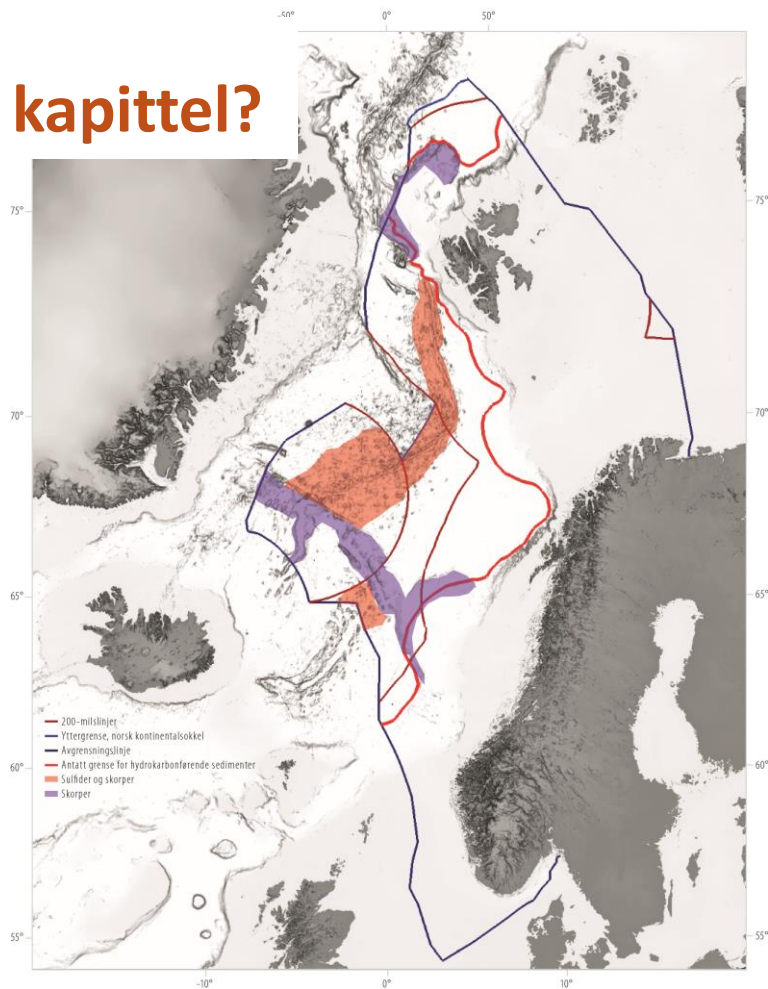 -50°
0°
50°
kapittel?
75°
75°
70°
70°
65°
65°
200-milslinjer
Yttergrense, norsk kontinentalsokkel
Avgrensningslinje
Antatt grense for hydrokarbonførende sedimenter
Sulfider og skorper
Skorper
60°
60°
55°
55°
-10°
0°
10°